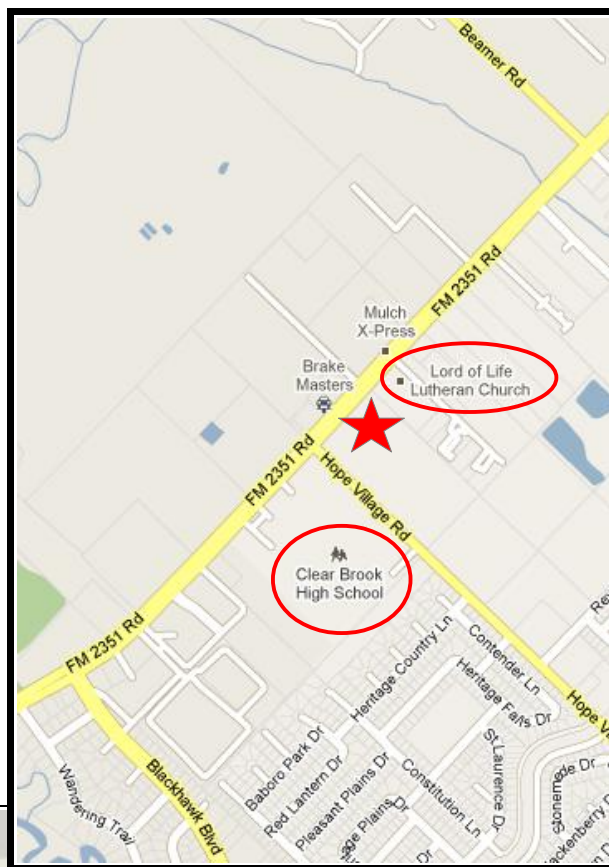 Beamer Rd
FM 2351 Rd
Mulch
X-Press
Lord of Life
Lutheran Church
Brake
Masters
FM 2351 Rd
Hope Village Rd
Clear Brook
High School
FM 2351 Rd
Heritage Country Ln
Contender Ln
Heritage Falls Dr
Hope
St Laurence Dr
Baboro Park Dr
Red Lantern Dr
Pleasant Plains Dr
Constitution Ln
Blackhawk Blvd
Wandering Trail
Plains Dr